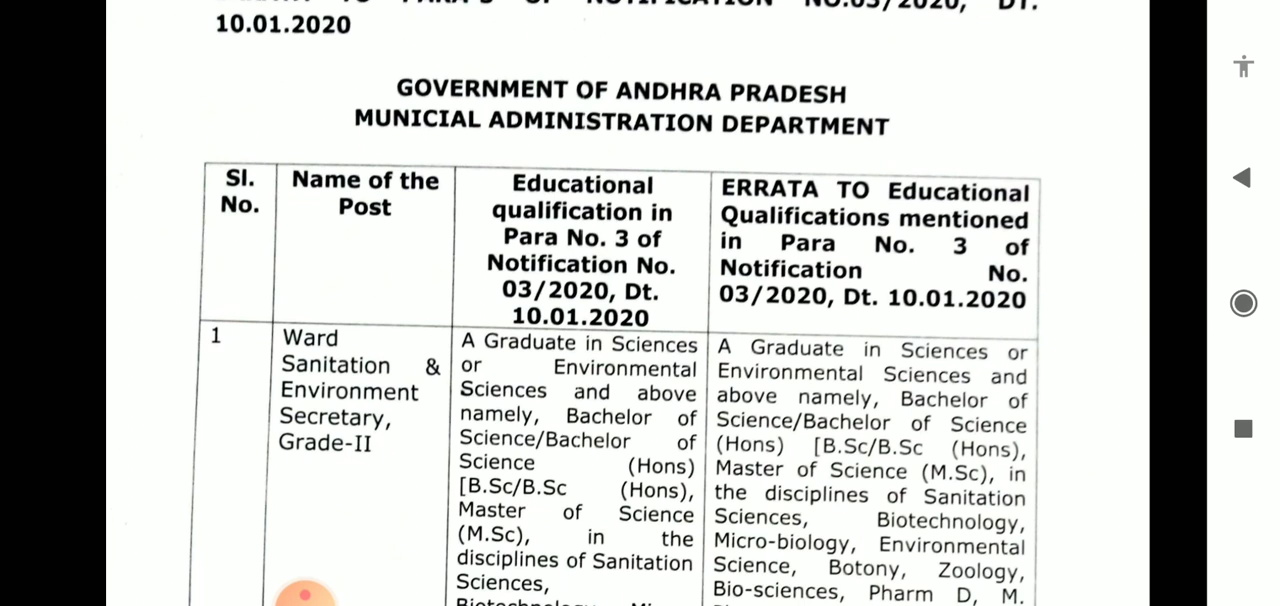 OF NOTIFICATION NO.03/2020, DT.
10.01.2020
GOVERNMENT OF ANDHRA PRADESH
MUNICIAL ADMINISTRATION DEPARTMENT
Sl.
No.
Name of the
Post
Educational
qualification in
Para No. 3 of
Notification No.
03/2020, Dt.
10.01.2020
ERRATA TO Educational
Qualifications mentioned
in Para No. 3 of
Notification No.
03/2020, Dt. 10.01.2020
1
Ward
Sanitation &
Environment
Secretary,
Grade-II
A Graduate in Sciences
or Environmental
Sciences and above
namely, Bachelor of
Science/Bachelor of
Science (Hons)
[B.Sc/B.Sc (Hons),
Master of Science
(M.Sc), in the
disciplines of Sanitation
Sciences,
A Graduate in Sciences or
Environmental Sciences and
above namely, Bachelor of
Science/Bachelor of Science
(Hons) [B.Sc/B.Sc (Hons),
Master of Science (M.Sc), in
the disciplines of Sanitation
Sciences, Biotechnology,
Micro-biology, Environmental
Science, Botony, Zoology,
Bio-sciences, Pharm D, M.